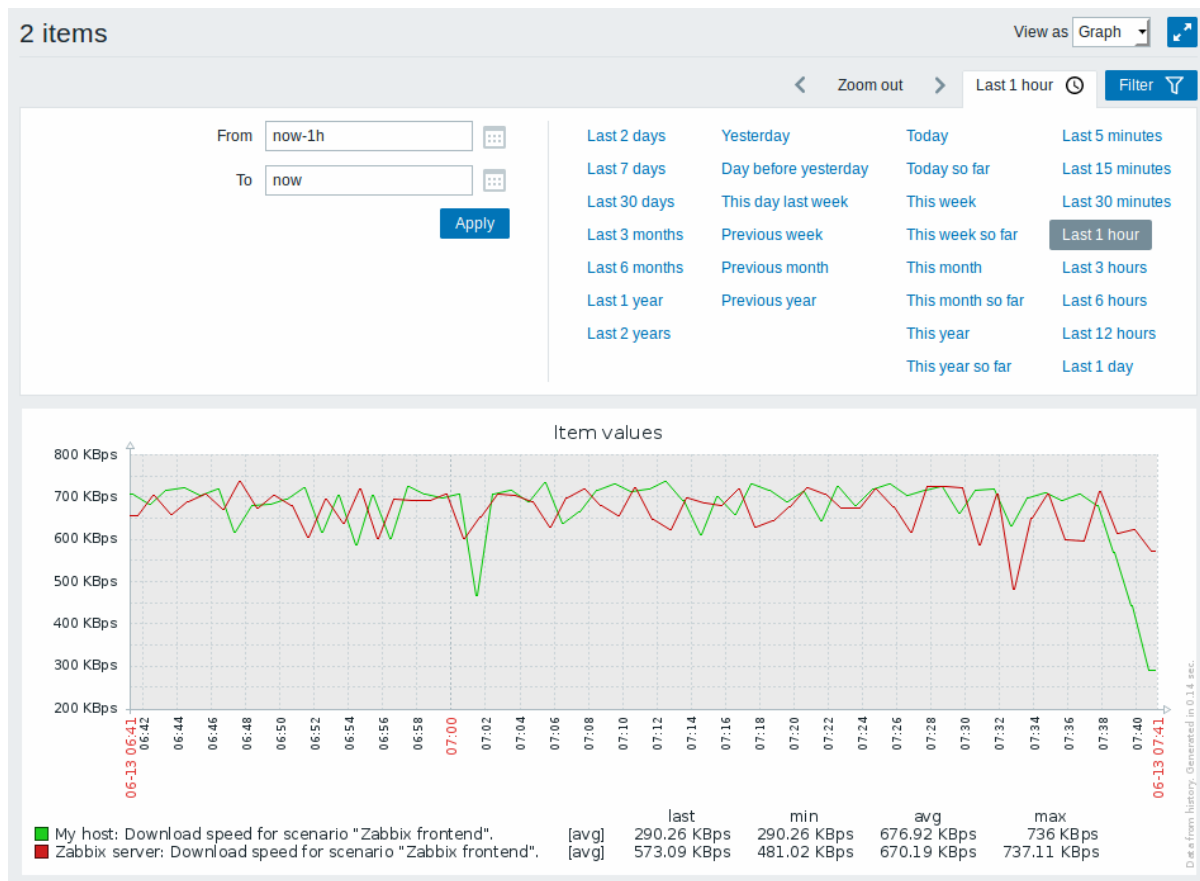 2 items
View as Graph
Zoom out Last 1 hour Filter
From now-1h
To now
Apply
Last 2 days Yesterday Today Last 5 minutes
Last 7 days Day before yesterday Today so far Last 15 minutes
Last 30 days This day last week This week Last 30 minutes
Last 3 months Previous week This week so far Last 1 hour
Last 6 months Previous month This month Last 3 hours
Last 1 year Previous year This month so far Last 6 hours
Last 2 years This year Last 12 hours
This year so far Last 1 day
Item values
800 KBps
700 KBps
600 KBps
500 KBps
400 KBps
300 KBps
200 KBps
06-13 06:41 06:42 06:44 06:46 06:48 06:50 06:52 06:54 06:56 06:58 07:00 07:02 07:04 07:06 07:08 07:10 07:12 07:14 07:16 07:18 07:20 07:22 07:24 07:26 07:28 07:30 07:32 07:34 07:36 07:38 07:40 06-13 07:41
last min avg max
My host: Download speed for scenario "Zabbix frontend". [avg] 290.26 KBps 290.26 KBps 676.92 KBps 736 KBps
Zabbix server: Download speed for scenario "Zabbix frontend". [avg] 573.09 KBps 481.02 KBps 670.19 KBps 737.11 KBps
Data from history. Generated in 0.14 sec.